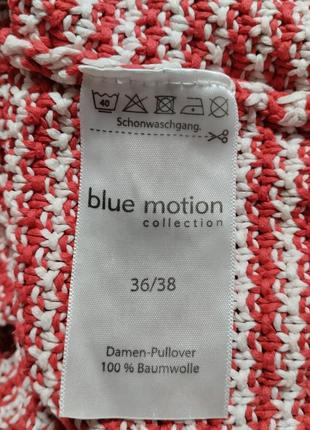 40
Schonwaschgang.
blue motion
collection
36/38
Damen-Pullover
100 % Baumwolle